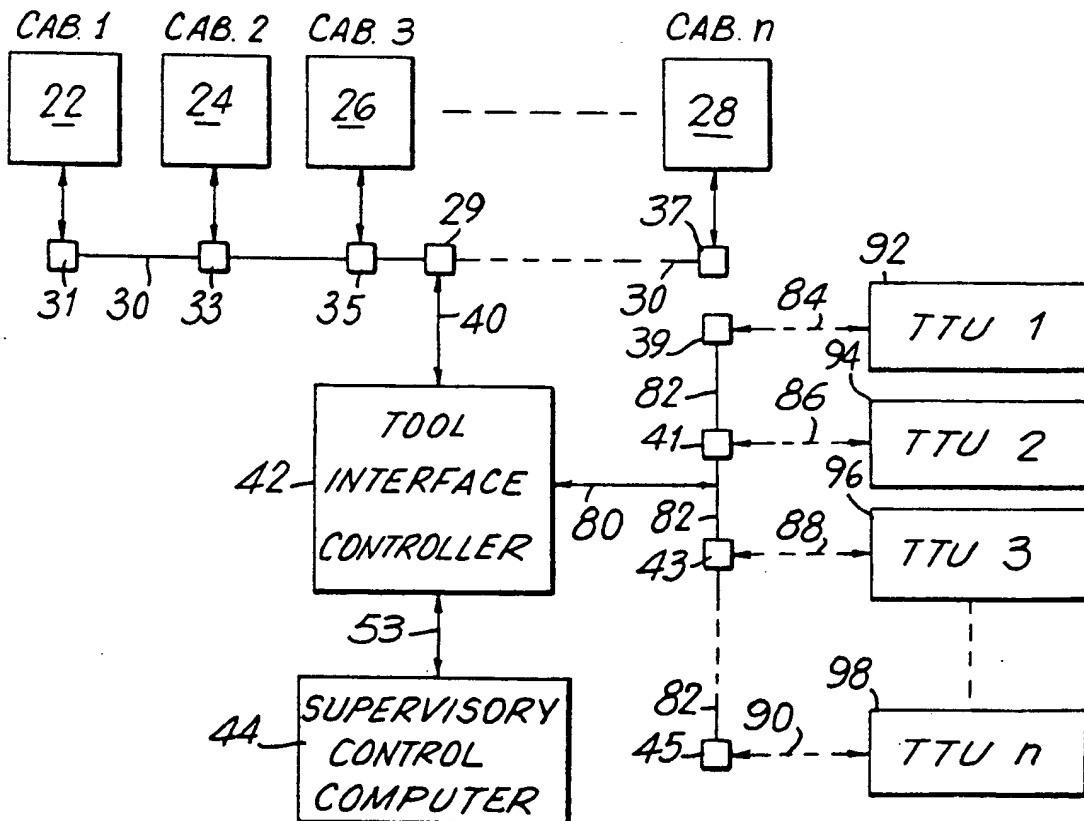 CAB. 1 CAB. 2 CAB. 3 CAB. n
22 24 26 28
29 37
31 30 33 35 30
40
92
84 TTU 1
39
94
82 86 TTU 2
41
42 TOOL INTERFACE CONTROLLER
80
96
82 88 TTU 3
43
53
98
82 90 TTU n
45
44 SUPERVISORY CONTROL COMPUTER